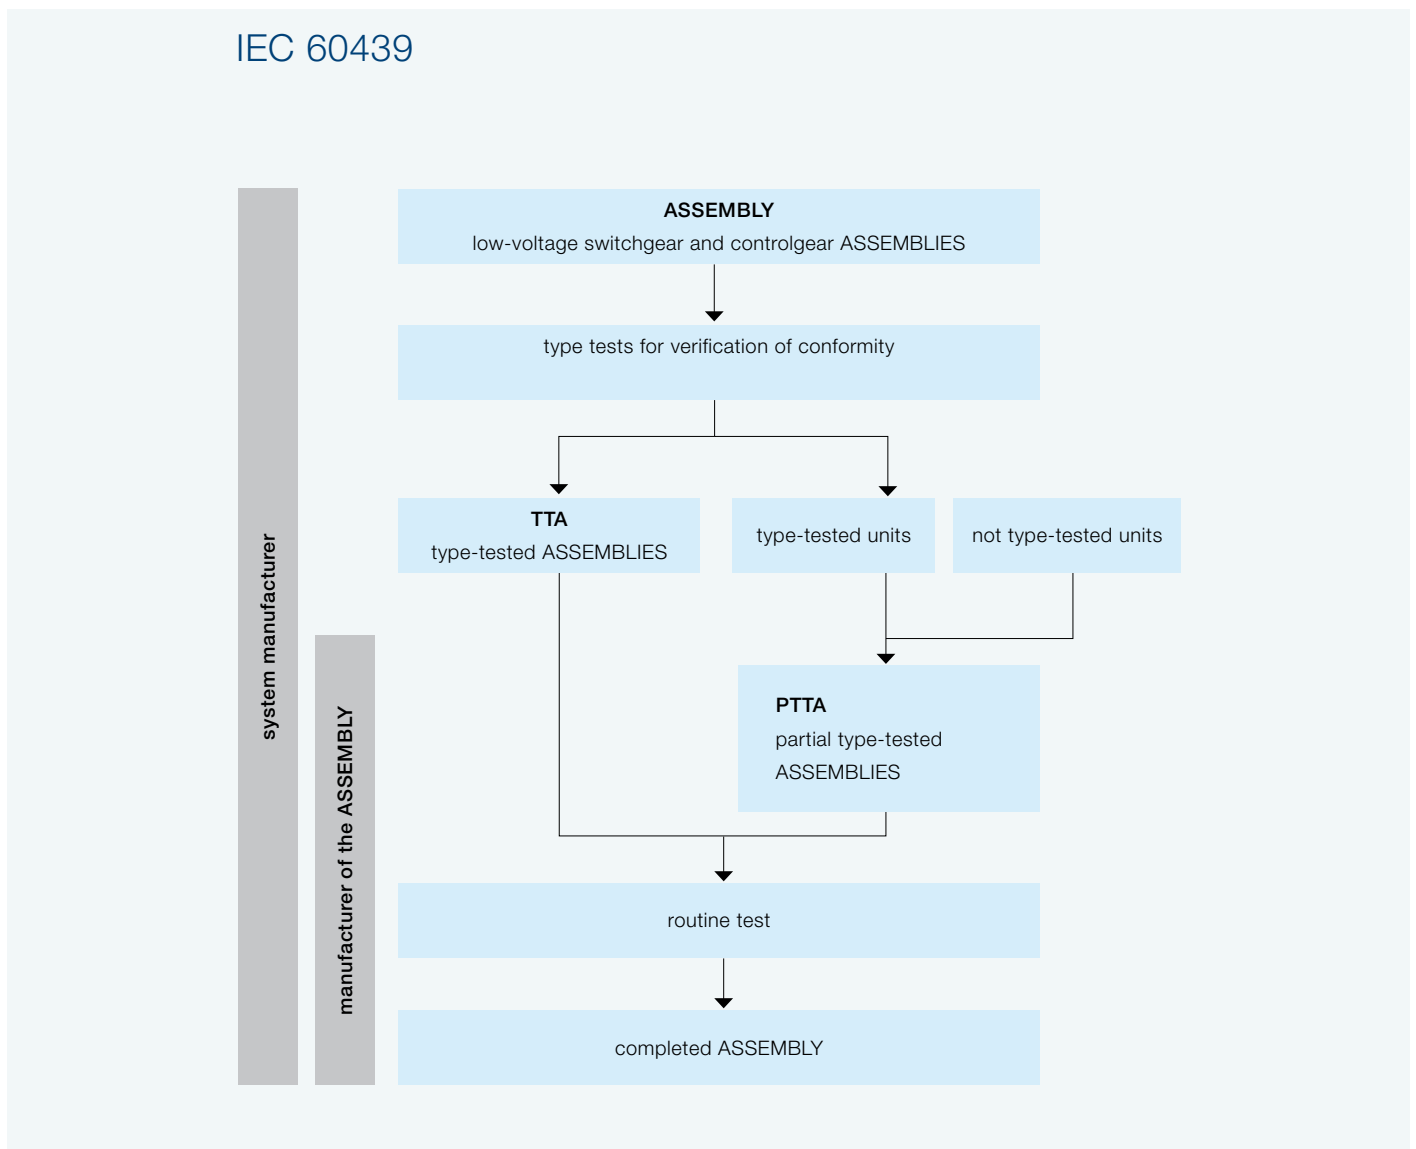 IEC 60439
ASSEMBLY
low-voltage switchgear and controlgear ASSEMBLIES
type tests for verification of conformity
TTA
type-tested ASSEMBLIES
type-tested units
not type-tested units
system manufacturer
manufacturer of the ASSEMBLY
PTTA
partial type-tested
ASSEMBLIES
routine test
completed ASSEMBLY